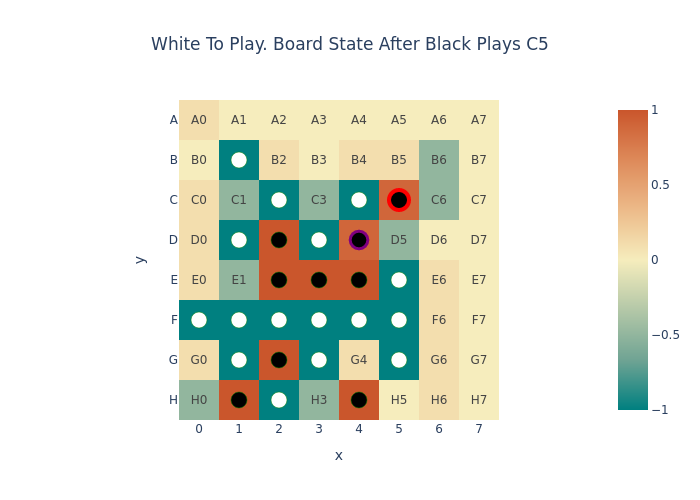 White To Play. Board State After Black Plays C5
A A0 A1 A2 A3 A4 A5 A6 A7
B B0 B2 B3 B4 B5 B6 B7
C C0 C1 C3 C6 C7
D D0 D5 D6 D7
E E0 E1 E6 E7
F F6 F7
G G0 G4 G6 G7
H H0 H3 H5 H6 H7
0 1 2 3 4 5 6 7
x
y
1
0.5
0
−0.5
−1